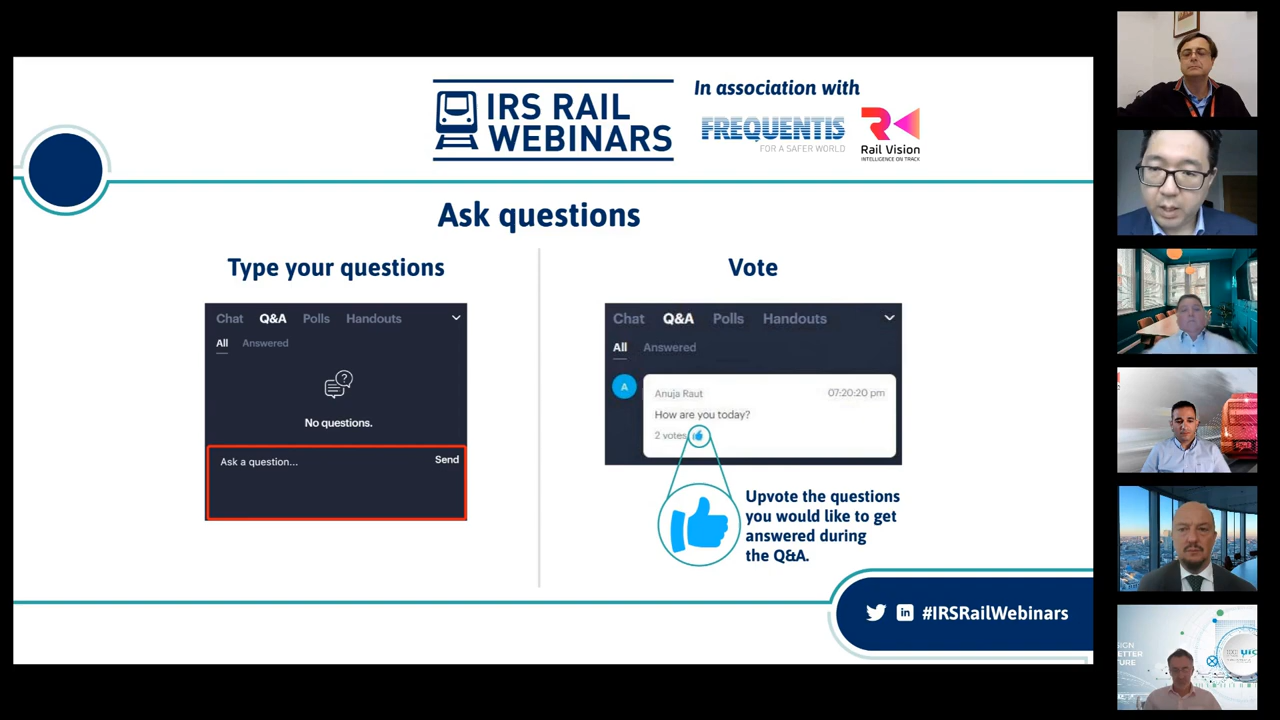 IRS RAIL
WEBINARS
In association with
FREQUENTIS
FOR A SAFER WORLD
Rail Vision
INTELLIGENCE ON TRACK
Ask questions
Type your questions
Chat Q&A Polls Handouts
All Answered
No questions.
Ask a question...
Send
Vote
Chat Q&A Polls Handouts
All Answered
A
Anuja Raut
07:20:20 pm
How are you today?
2 votes
Upvote the questions
you would like to get
answered during
the Q&A.
in
#IRSRailWebinars
UIC